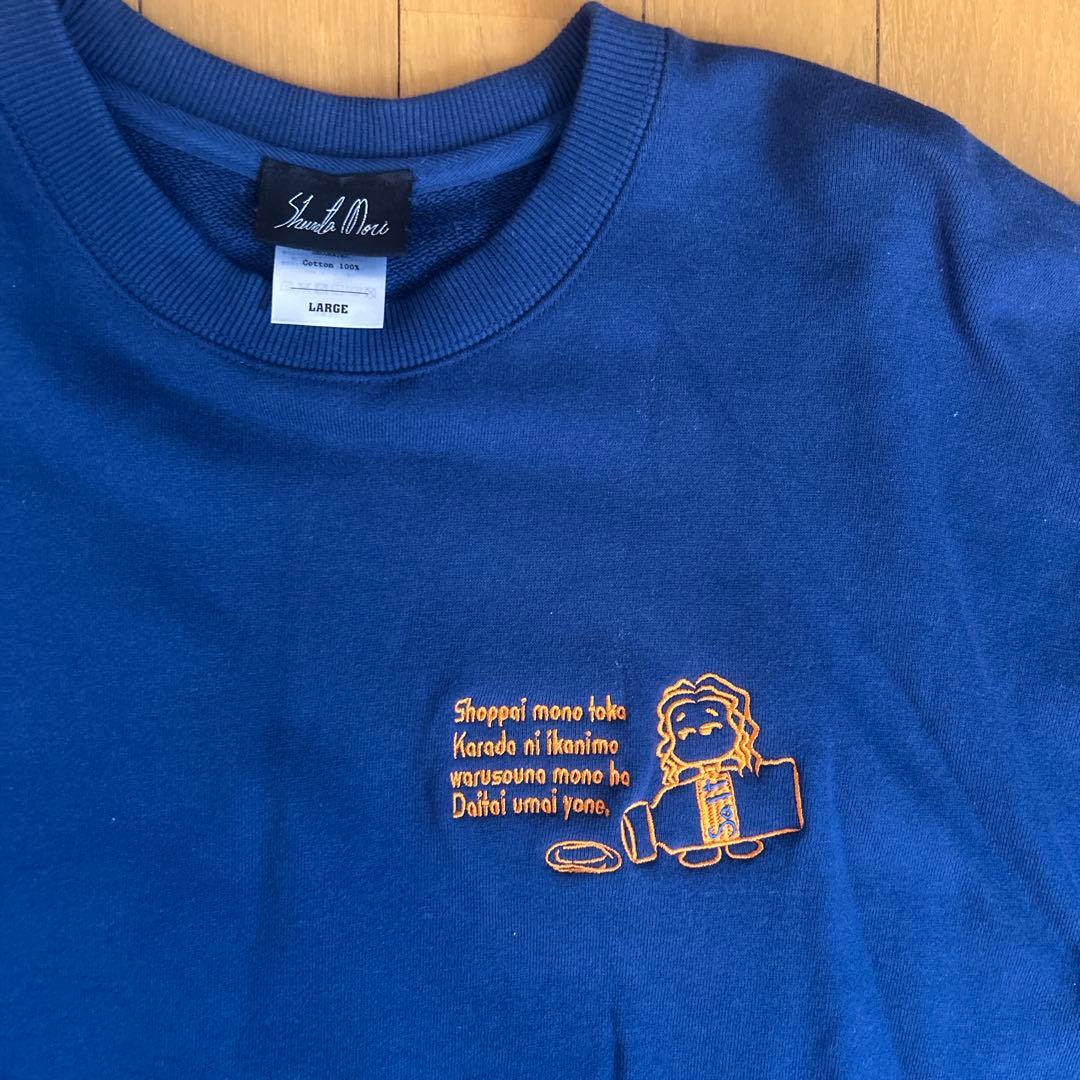 Shunta Mori
Cotton 100%
LARGE
Shoppai mono toka
Karada ni ikanimo
warusouna mono ha
Daitai umai yone.
Salt